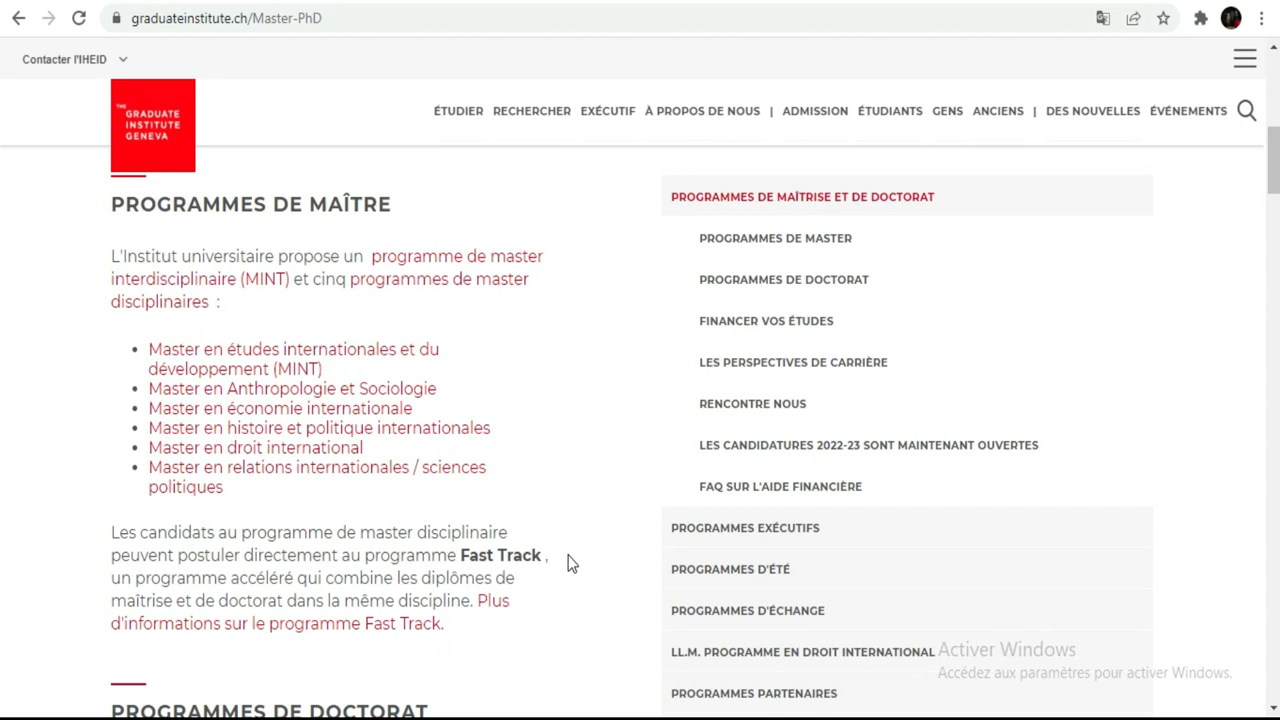 graduateinstitute.ch/Master-PhD
Contacter l'IHEID
THE
GRADUATE
INSTITUTE
GENEVA
ÉTUDIER RECHERCHER EXÉCUTIF À PROPOS DE NOUS | ADMISSION ÉTUDIANTS GENS ANCIENS | DES NOUVELLES ÉVÉNEMENTS
PROGRAMMES DE MAÎTRE
L'Institut universitaire propose un programme de master
interdisciplinaire (MINT) et cinq programmes de master
disciplinaires :
• Master en études internationales et du
développement (MINT)
• Master en Anthropologie et Sociologie
• Master en économie internationale
• Master en histoire et politique internationales
• Master en droit international
• Master en relations internationales / sciences
politiques
Les candidats au programme de master disciplinaire
peuvent postuler directement au programme Fast Track ,
un programme accéléré qui combine les diplômes de
maîtrise et de doctorat dans la même discipline. Plus
d'informations sur le programme Fast Track.
PROGRAMMES DE DOCTORAT
PROGRAMMES DE MAÎTRISE ET DE DOCTORAT
PROGRAMMES DE MASTER
PROGRAMMES DE DOCTORAT
FINANCER VOS ÉTUDES
LES PERSPECTIVES DE CARRIÈRE
RENCONTRE NOUS
LES CANDIDATURES 2022-23 SONT MAINTENANT OUVERTES
FAQ SUR L'AIDE FINANCIÈRE
PROGRAMMES EXÉCUTIFS
PROGRAMMES D'ÉTÉ
PROGRAMMES D'ÉCHANGE
LL.M. PROGRAMME EN DROIT INTERNATIONAL
PROGRAMMES PARTENAIRES
Activer Windows
Accédez aux paramètres pour activer Windows.